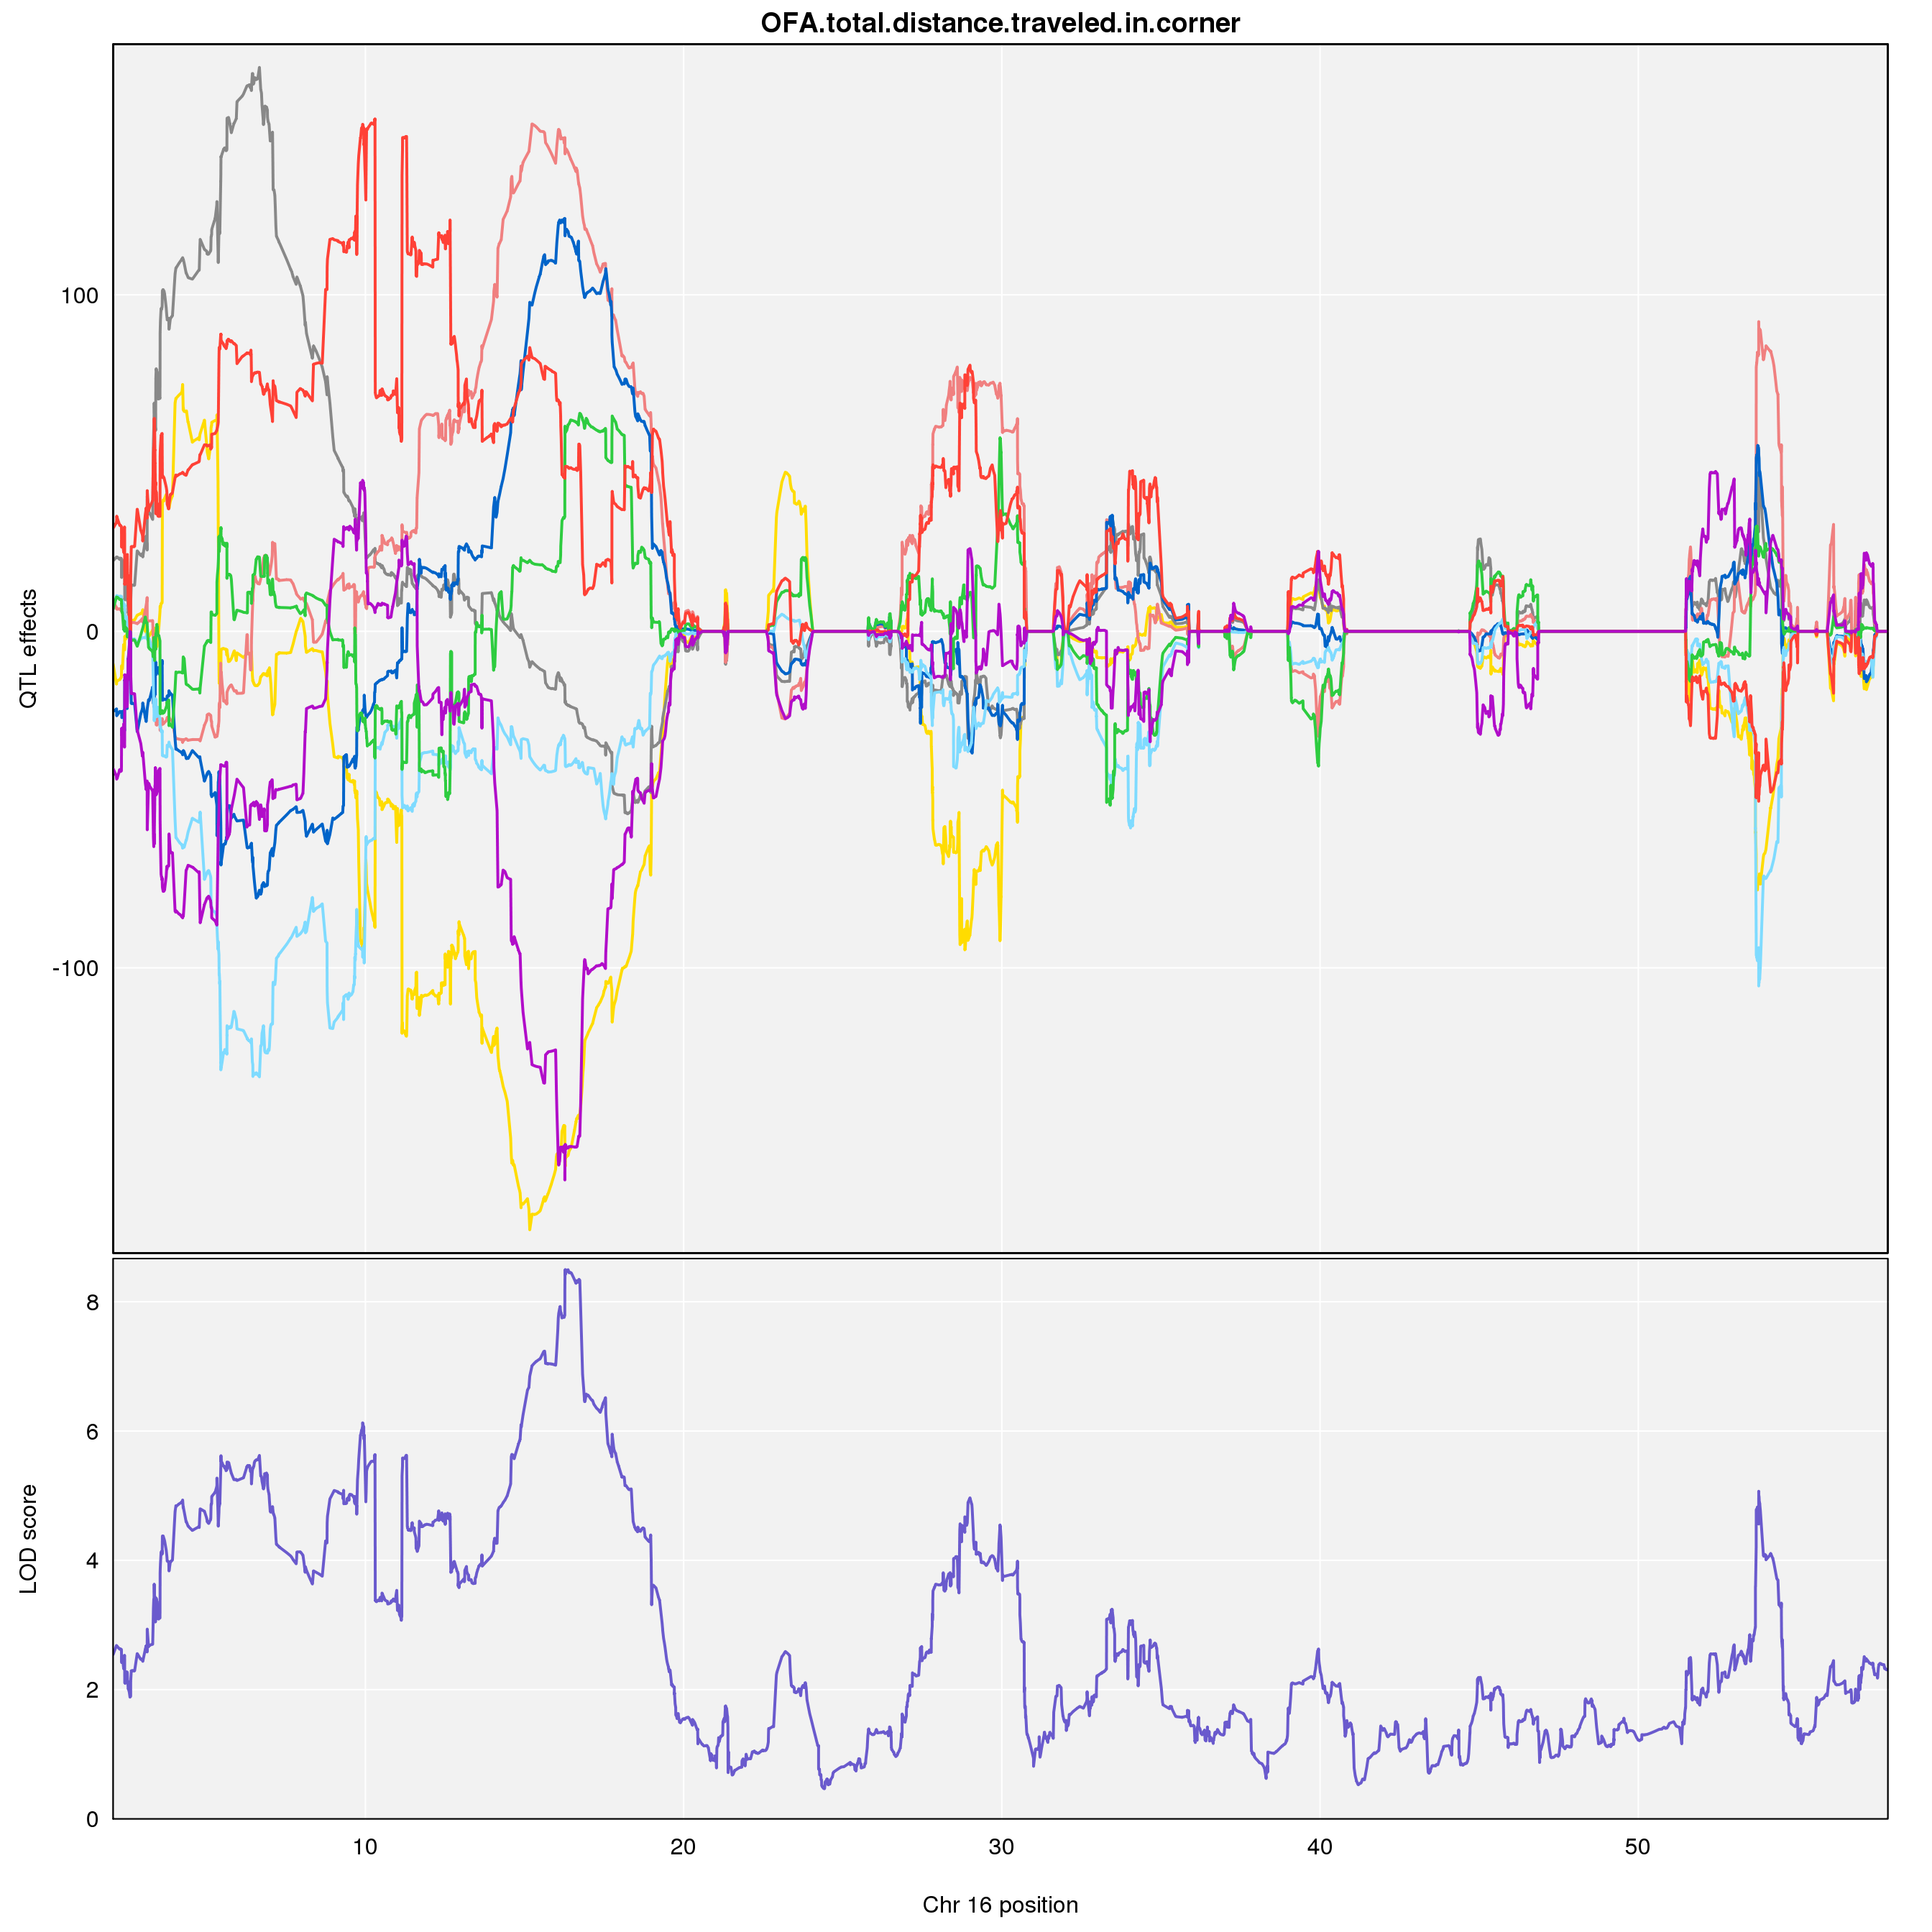 OFA.total.distance.traveled.in.corner
QTL effects
100
0
-100
LOD score
8
6
4
2
0
10 20 30 40 50
Chr 16 position